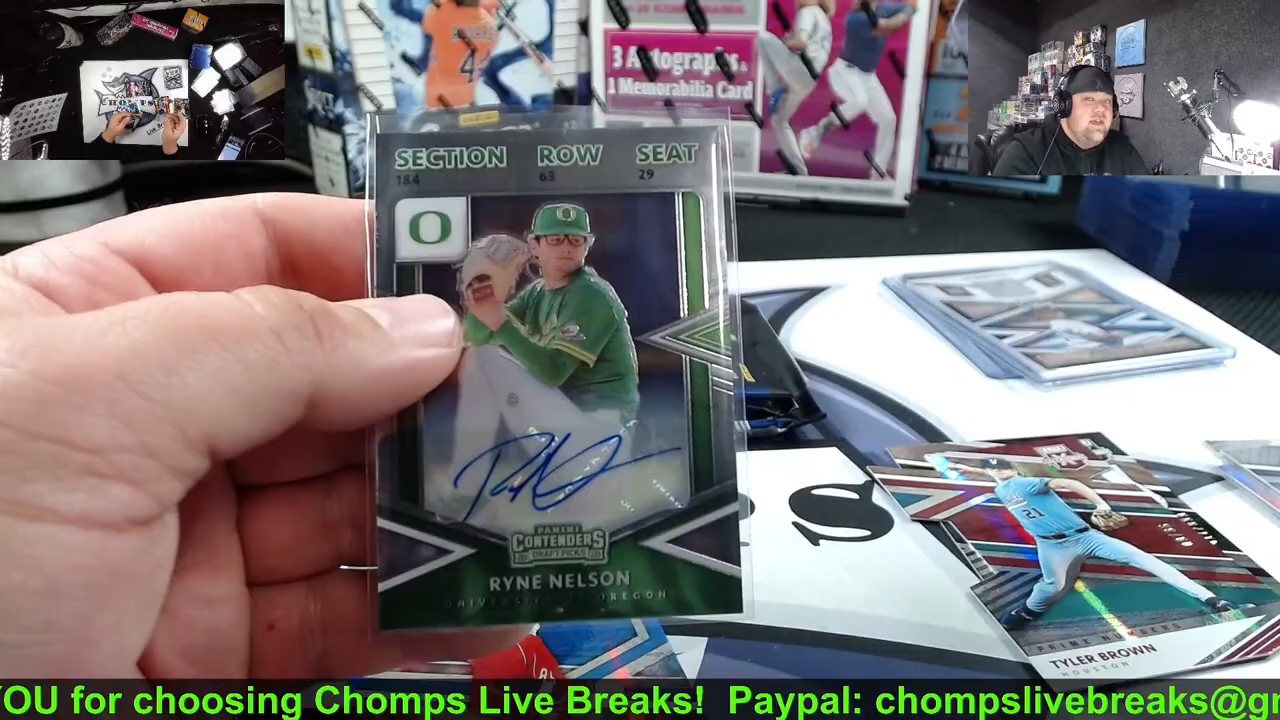 3 Autographs &
1 Memorabilia Card
SECTION ROW SEAT
184 63 29
O
PANINI
CONTENDERS
DRAFT PICKS
RYNE NELSON
UNIVERSITY OF OREGON
21
PRIME NUMBERS
TYLER BROWN
HOUSTON
YOU for choosing Chomps Live Breaks! Paypal: chompslivebreaks@g